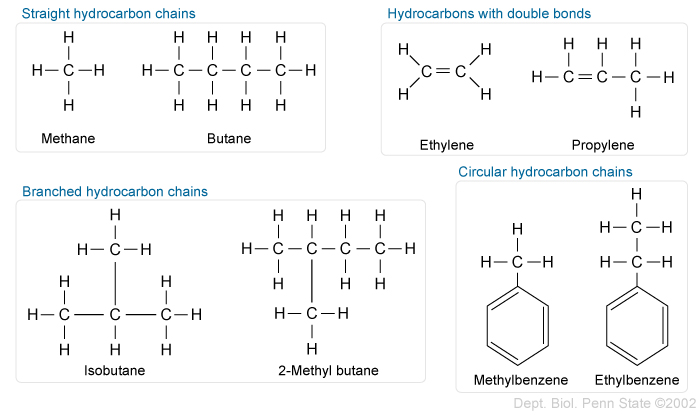 Straight hydrocarbon chains
H
H—C—H
H
Methane
H H H H
H—C—C—C—C—H
H H H H
Butane
Hydrocarbons with double bonds
H H
C=C
H H
Ethylene
H H H
H—C=C—C—H
H
Propylene
Branched hydrocarbon chains
H
H—C—H
H H
H—C—C—C—H
H H H
Isobutane
H H H H
H—C—C—C—C—H
H H H
H—C—H
H
2-Methyl butane
Circular hydrocarbon chains
H
H—C—H
Methylbenzene
H
H—C—H
H—C—H
Ethylbenzene
Dept. Biol. Penn State ©2002